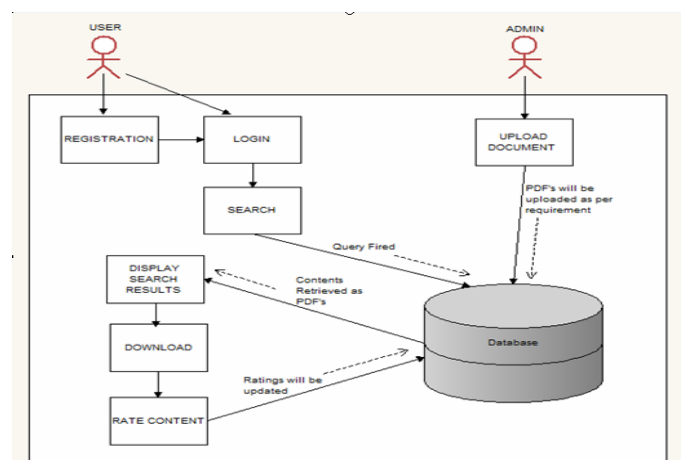 USER
ADMIN
REGISTRATION
LOGIN
UPLOAD
DOCUMENT
SEARCH
PDF's will be
uploaded as per
requirement
Query Fired
DISPLAY
SEARCH
RESULTS
Contents
Retrieved as
PDF's
DOWNLOAD
Database
Ratings will be
updated
RATE CONTENT